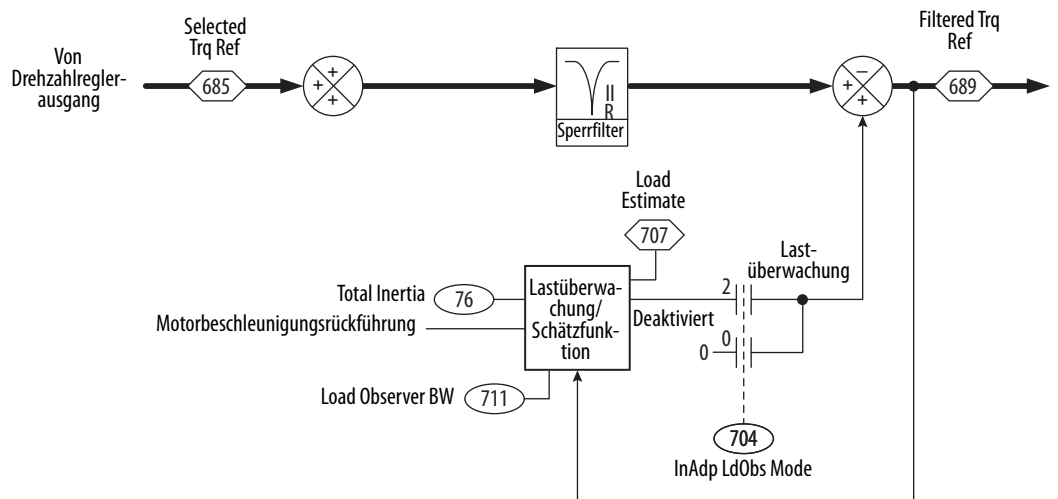 Selected
Trq Ref
Filtered Trq
Ref
Von
Drehzahlregler-
ausgang
685
+
+
+
II
R
Sperrfilter
–
+
+
689
Load
Estimate
707
Last-
überwachung
Total Inertia
76
Lastüberwa-
chung/
Schätzfunk-
tion
2
Motorbeschleunigungsrückführung
Deaktiviert
0
0
Load Observer BW
711
704
InAdp LdObs Mode